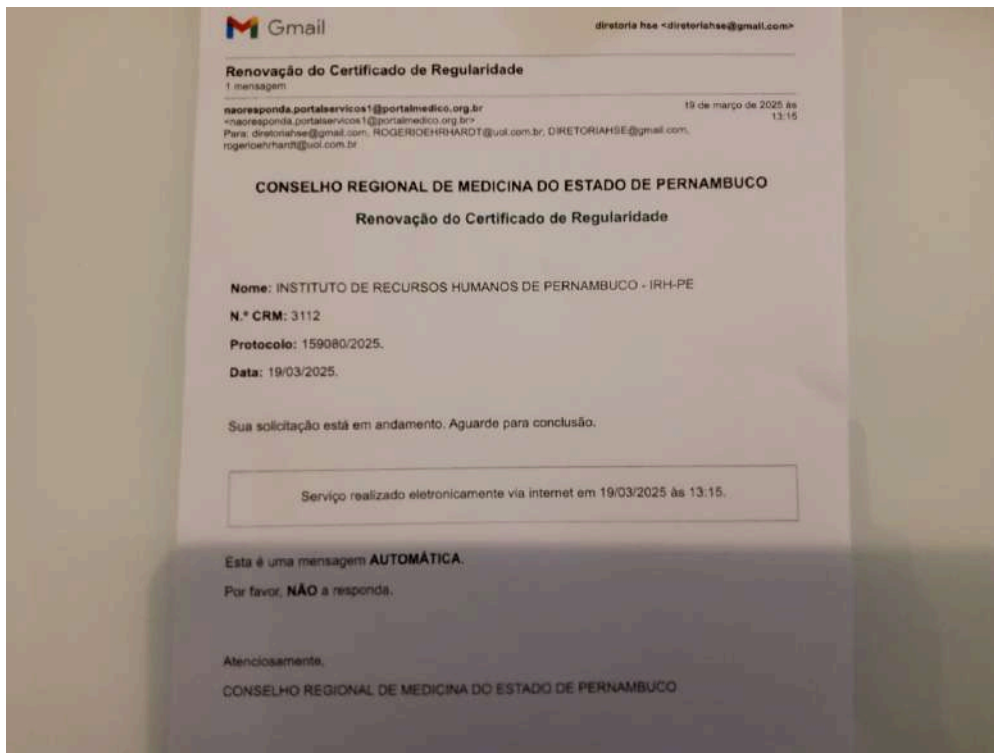 Gmail
diretoria hse <diretoriahse@gmail.com>
Renovação do Certificado de Regularidade
1 mensagem
naoresponda.portalservicos1@portalmedico.org.br
<naoresponda.portalservicos1@portalmedico.org.br>
19 de março de 2025 às
13:15
Para: diretoriahse@gmail.com, ROGERIOEHRHARDT@uol.com.br, DIRETORIAHSE@gmail.com,
rogerioehrhardt@uol.com.br
CONSELHO REGIONAL DE MEDICINA DO ESTADO DE PERNAMBUCO
Renovação do Certificado de Regularidade
Nome: INSTITUTO DE RECURSOS HUMANOS DE PERNAMBUCO - IRH-PE
N.º CRM: 3112
Protocolo: 159080/2025.
Data: 19/03/2025.
Sua solicitação está em andamento. Aguarde para conclusão.
Serviço realizado eletronicamente via internet em 19/03/2025 às 13:15.
Esta é uma mensagem AUTOMÁTICA.
Por favor, NÃO a responda.
Atenciosamente,
CONSELHO REGIONAL DE MEDICINA DO ESTADO DE PERNAMBUCO